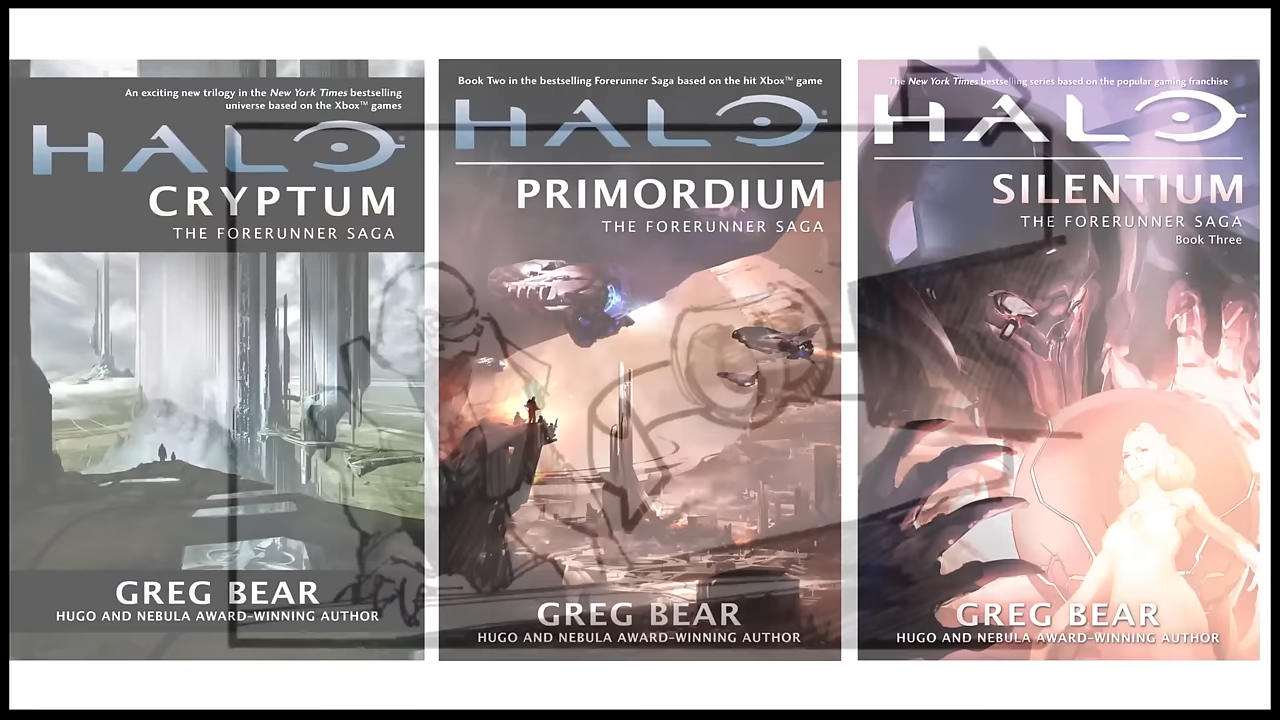 An exciting new trilogy in the New York Times bestselling
universe based on the Xbox™ games
HALO®
CRYPTUM
THE FORERUNNER SAGA
GREG BEAR
HUGO AND NEBULA AWARD-WINNING AUTHOR
Book Two in the bestselling Forerunner Saga based on the hit Xbox™ game
HALO®
PRIMORDIUM
THE FORERUNNER SAGA
GREG BEAR
HUGO AND NEBULA AWARD-WINNING AUTHOR
The New York Times bestselling series based on the popular gaming franchise
HALO®
SILENTIUM
THE FORERUNNER SAGA
Book Three
GREG BEAR
HUGO AND NEBULA AWARD-WINNING AUTHOR